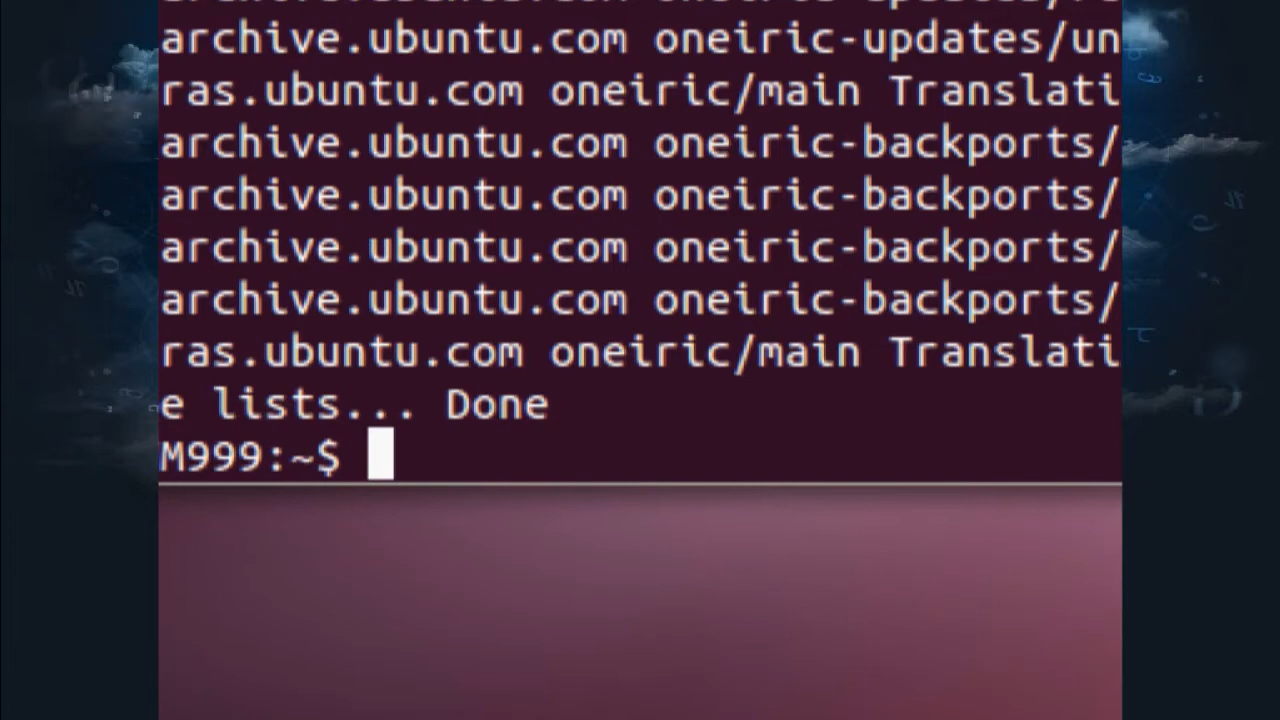 archive.ubuntu.com oneiric-updates/un
ras.ubuntu.com oneiric/main Translati
archive.ubuntu.com oneiric-backports/
archive.ubuntu.com oneiric-backports/
archive.ubuntu.com oneiric-backports/
archive.ubuntu.com oneiric-backports/
ras.ubuntu.com oneiric/main Translati
e lists... Done
M999:~$